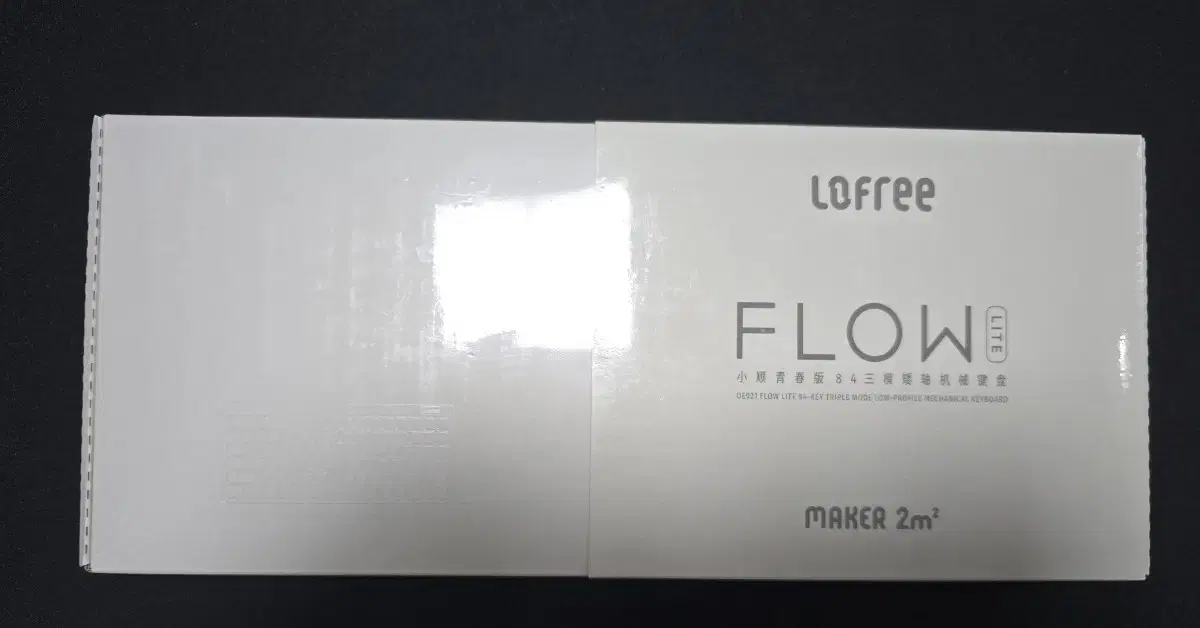 LOFree
FLOW LITE
小顺青春版84三模矮轴机械键盘
OE921 FLOW LITE 84-KEY TRIPLE MODE LOW-PROFILE MECHANICAL KEYBOARD
MAKER 2m²